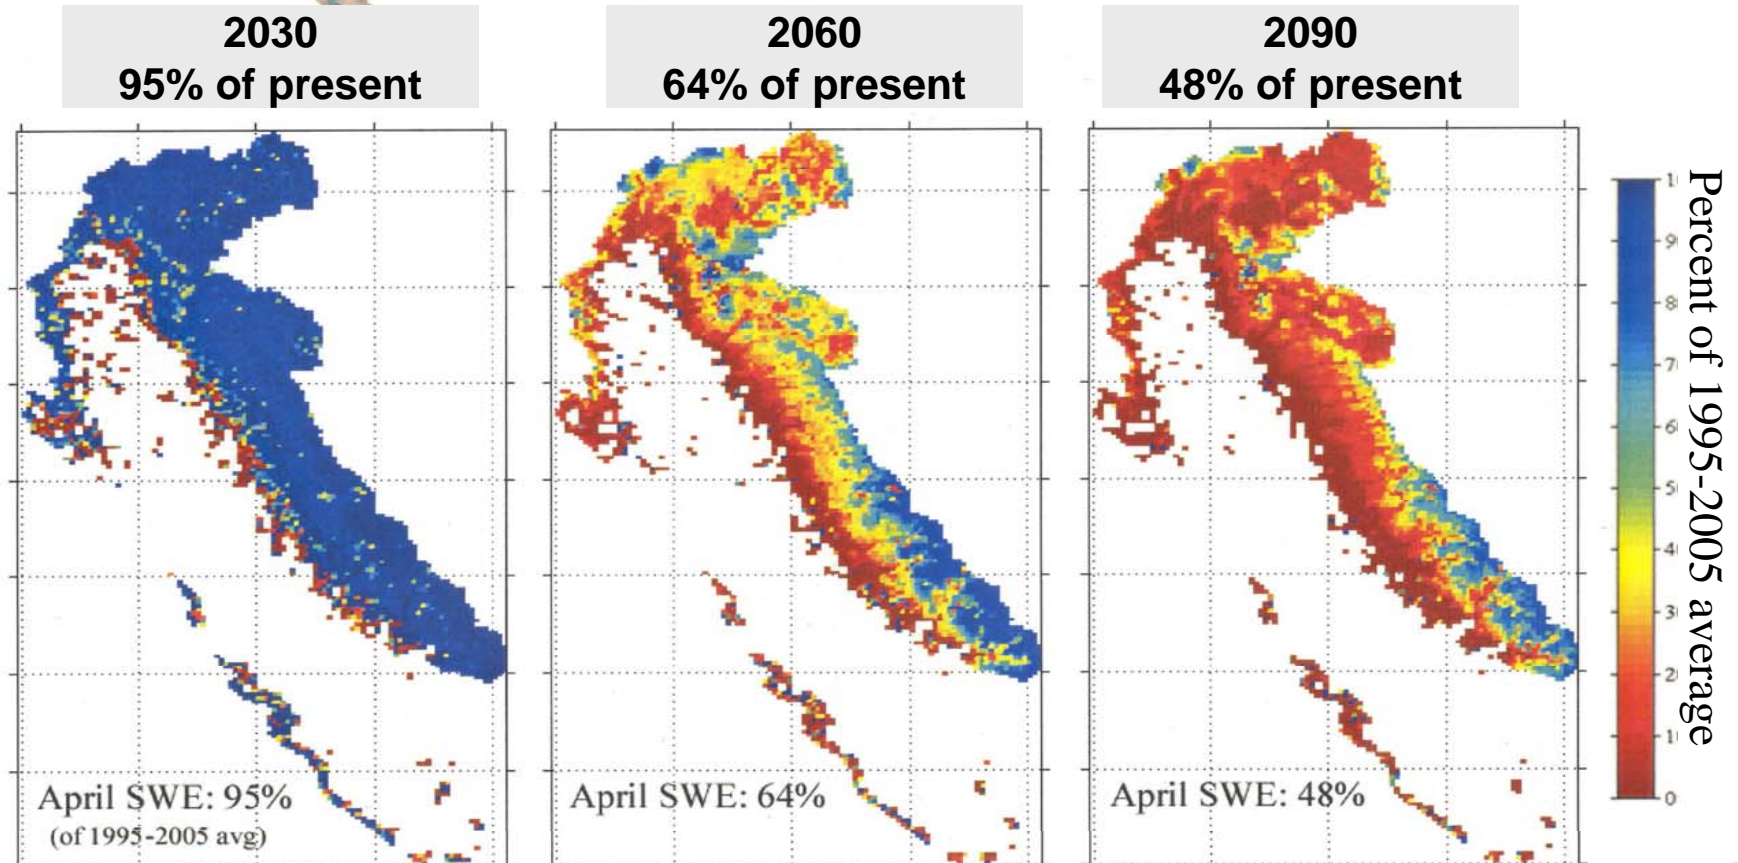 2030
95% of present
2060
64% of present
2090
48% of present
April SWE: 95%
(of 1995-2005 avg)
April SWE: 64%
April SWE: 48%
0
Percent of 1995-2005 average